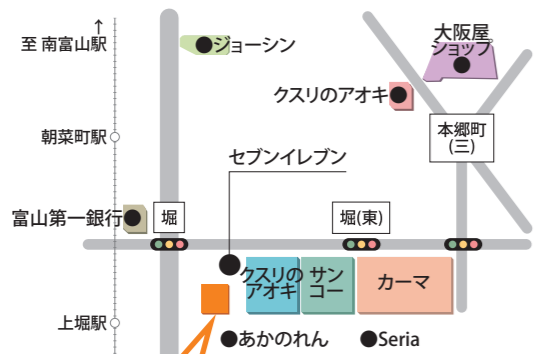 ↑
至 南富山駅
ジョーシン
大阪屋
ショップ
クスリのアオキ
本郷町
(三)
朝菜町駅
セブンイレブン
富山第一銀行
堀
堀(東)
クスリの
アオキ
サン
コー
カーマ
上堀駅
あかのれん
Seria